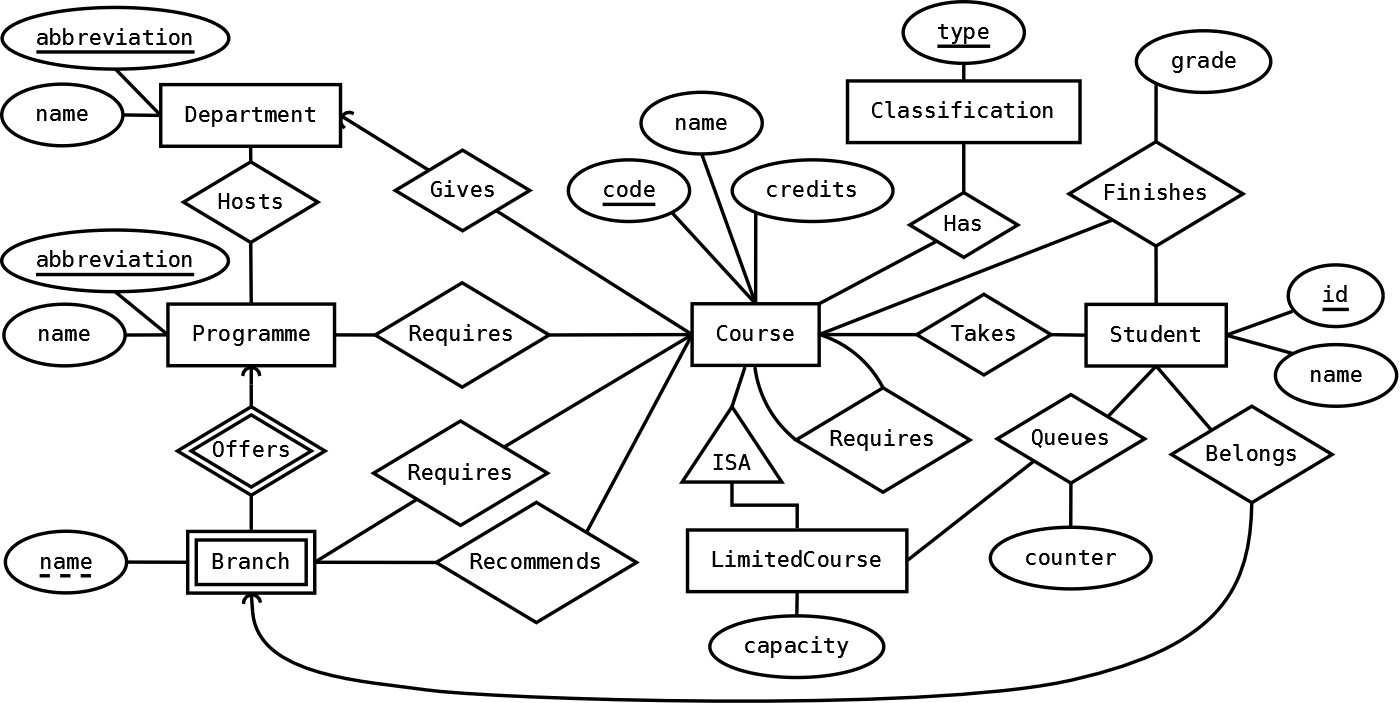 type
abbreviation
grade
name
Department
Classification
name
code
credits
Gives
Hosts
Has
Finishes
abbreviation
id
name
Programme
Requires
Course
Takes
Student
name
Offers
Requires
ISA
Requires
Queues
Belongs
name
Branch
Recommends
LimitedCourse
counter
capacity